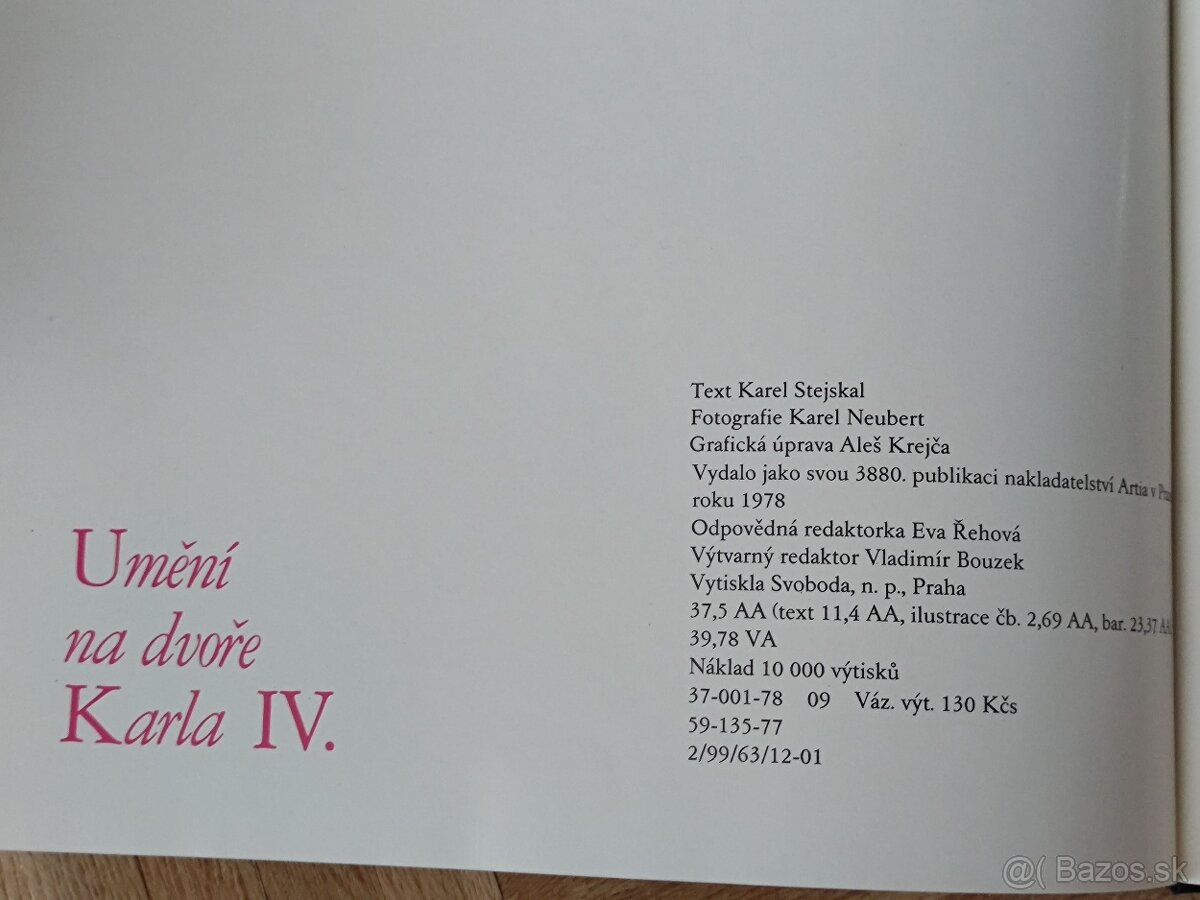 Umění
na dvoře
Karla IV.
Text Karel Stejskal
Fotografie Karel Neubert
Grafická úprava Aleš Krejča
Vydalo jako svou 3880. publikaci nakladatelství Artia v
roku 1978
Odpovědná redaktorka Eva Řehová
Výtvarný redaktor Vladimír Bouzek
Vytiskla Svoboda, n. p., Praha
37,5 AA (text 11,4 AA, ilustrace čb. 2,69 AA, bar. 23,37 AA
39,78 VA
Náklad 10 000 výtisků
37-001-78 09 Váz. výt. 130 Kčs
59-135-77
2/99/63/12-01
@( Bazos.sk